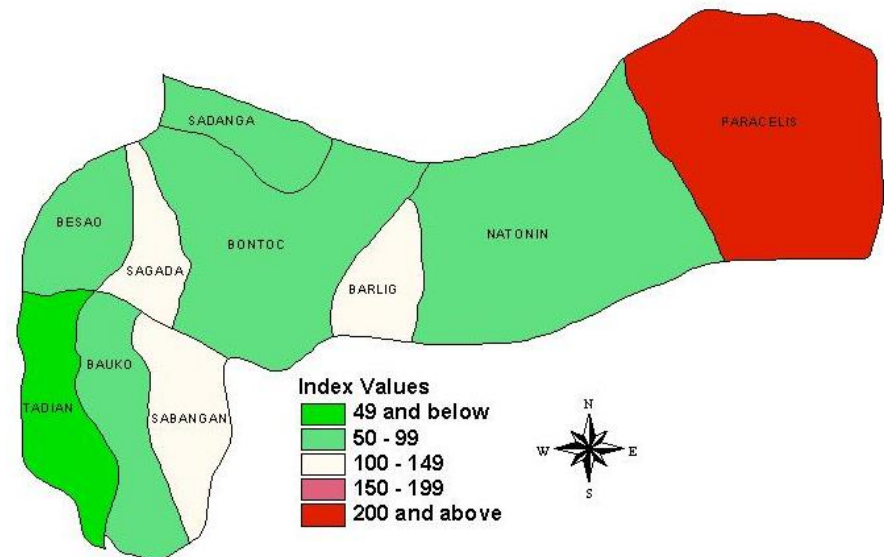 SADANGA
PARACELIS
BESAO
NATONIN
BONTOC
SAGADA
BARLIG
BAUKO
TADIAN
SABANGAN
Index Values
49 and below
50 - 99
100 - 149
150 - 199
200 and above
N
W
E
S